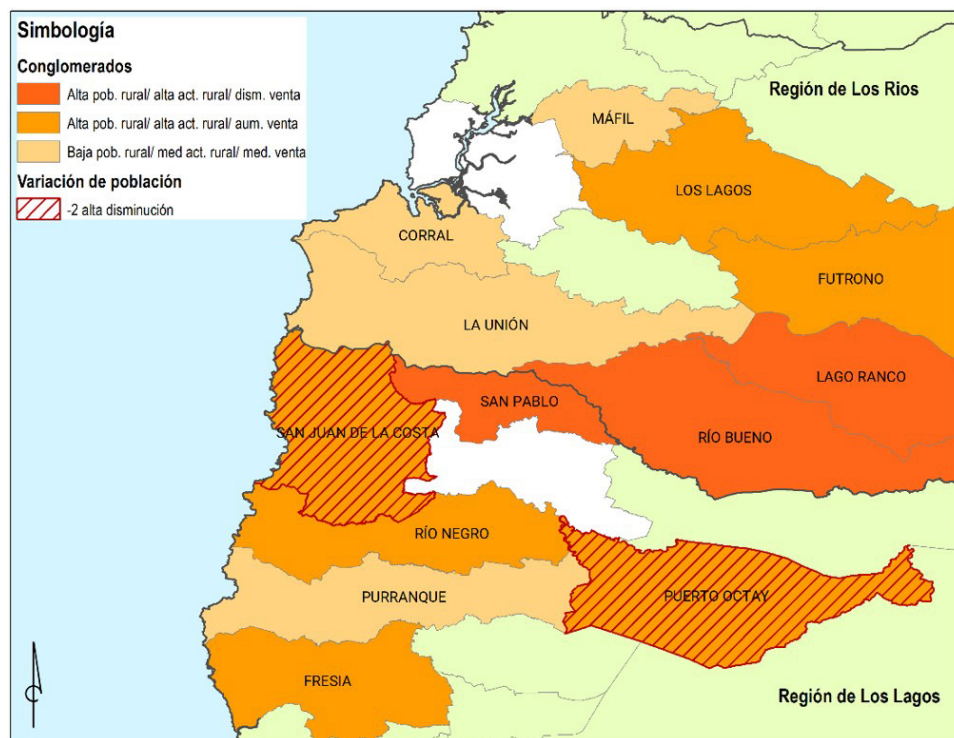 Simbología
Conglomerados
Alta pob. rural/ alta act. rural/ dism. venta
Alta pob. rural/ alta act. rural/ aum. venta
Baja pob. rural/ med act. rural/ med. venta
Variación de población
-2 alta disminución
Región de Los Rios
MÁFIL
LOS LAGOS
CORRAL
FUTRONO
LA UNIÓN
LAGO RANCO
SAN PABLO
SAN JUAN DE LA COSTA
RÍO BUENO
RÍO NEGRO
PURRANQUE
PUERTO OCTAY
FRESIA
Región de Los Lagos